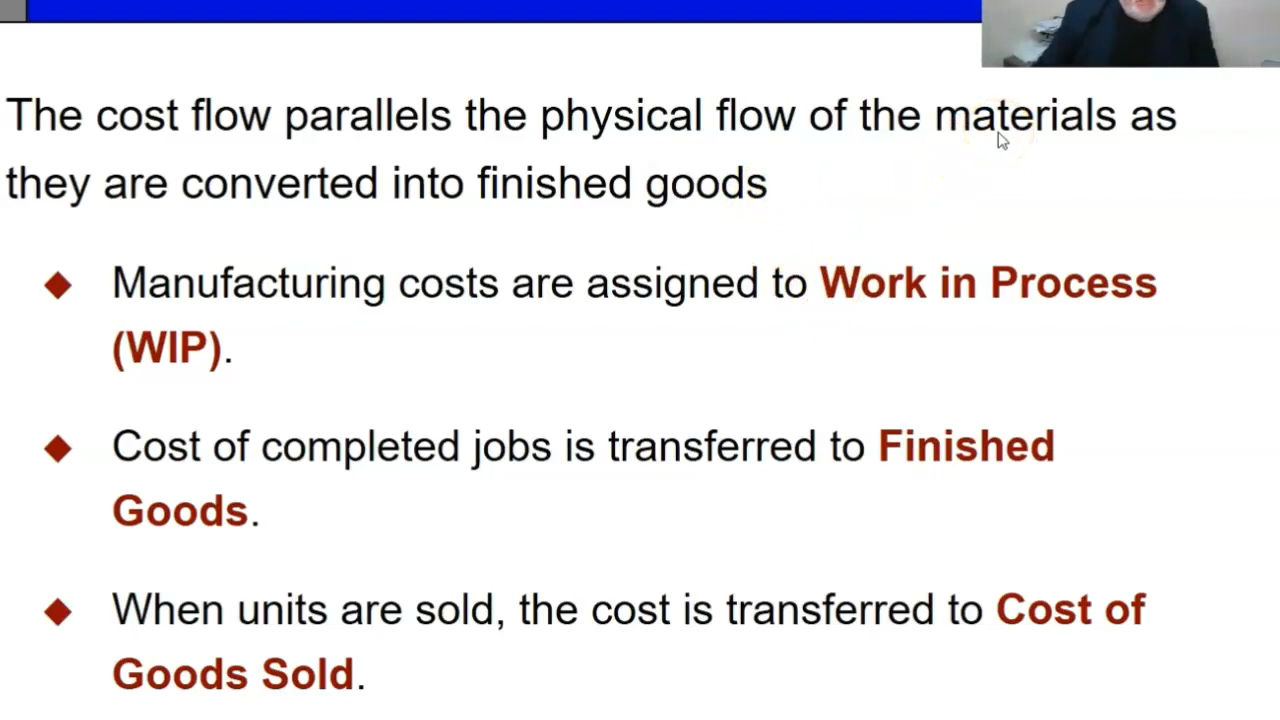 The cost flow parallels the physical flow of the materials as
they are converted into finished goods
Manufacturing costs are assigned to Work in Process
(WIP).
Cost of completed jobs is transferred to Finished
Goods.
When units are sold, the cost is transferred to Cost of
Goods Sold.